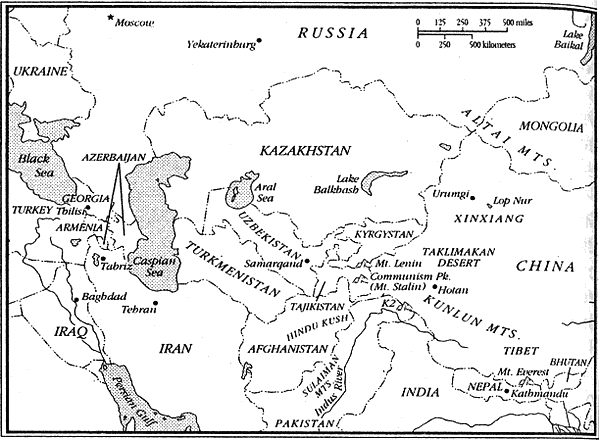 Moscow
Yekaterinburg
RUSSIA
0 125 250 375 500 miles
0 250 500 kilometers
Lake
Baikal
UKRAINE
ALTAI MTS.
MONGOLIA
Black
Sea
AZERBAIJAN
KAZAKHSTAN
Aral
Sea
Lake
Balkhash
Urumqi
Lop Nur
XINXIANG
GEORGIA
TURKEY
Tbilisi
ARMENIA
Caspian
Sea
UZBEKISTAN
KYRGYSTAN
TURKMENISTAN
Samarqand
Mt. Lenin
TAKLIMAKAN
DESERT
CHINA
Tabriz
Communism Pk.
(Mt. Stalin)
Hotan
Baghdad
Tehran
TAJIKISTAN
K2
KUNLUN MTS.
HINDU KUSH
IRAQ
IRAN
AFGHANISTAN
TIBET
SULAIMAN
MTS.
Indus River
Mt. Everest
BHUTAN
Persian Gulf
INDIA
NEPAL
Kathmandu
PAKISTAN